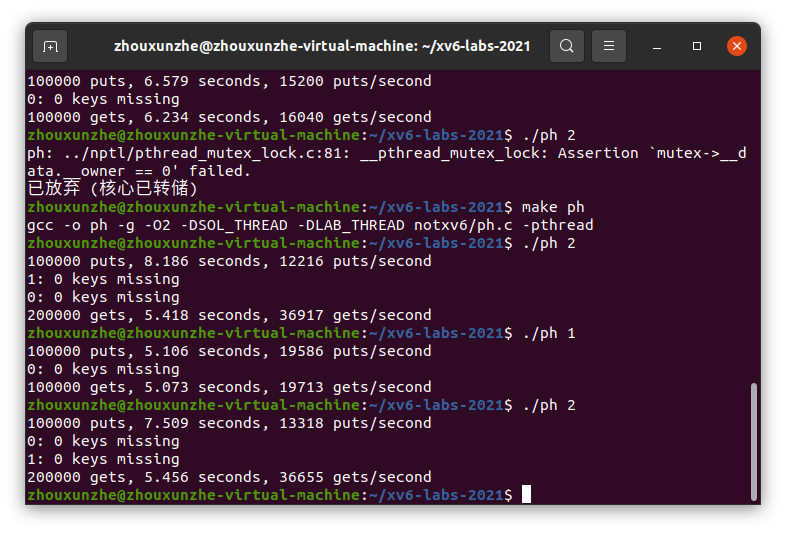 zhouxunzhe@zhouxunzhe-virtual-machine: ~/xv6-labs-2021
100000 puts, 6.579 seconds, 15200 puts/second
0: 0 keys missing
100000 gets, 6.234 seconds, 16040 gets/second
zhouxunzhe@zhouxunzhe-virtual-machine:~/xv6-labs-2021$ ./ph 2
ph: ../nptl/pthread_mutex_lock.c:81: __pthread_mutex_lock: Assertion `mutex->__d
ata.__owner == 0' failed.
已放弃 (核心已转储)
zhouxunzhe@zhouxunzhe-virtual-machine:~/xv6-labs-2021$ make ph
gcc -o ph -g -O2 -DSOL_THREAD -DLAB_THREAD notxv6/ph.c -pthread
zhouxunzhe@zhouxunzhe-virtual-machine:~/xv6-labs-2021$ ./ph 2
100000 puts, 8.186 seconds, 12216 puts/second
1: 0 keys missing
0: 0 keys missing
200000 gets, 5.418 seconds, 36917 gets/second
zhouxunzhe@zhouxunzhe-virtual-machine:~/xv6-labs-2021$ ./ph 1
100000 puts, 5.106 seconds, 19586 puts/second
0: 0 keys missing
100000 gets, 5.073 seconds, 19713 gets/second
zhouxunzhe@zhouxunzhe-virtual-machine:~/xv6-labs-2021$ ./ph 2
100000 puts, 7.509 seconds, 13318 puts/second
0: 0 keys missing
1: 0 keys missing
200000 gets, 5.456 seconds, 36655 gets/second
zhouxunzhe@zhouxunzhe-virtual-machine:~/xv6-labs-2021$